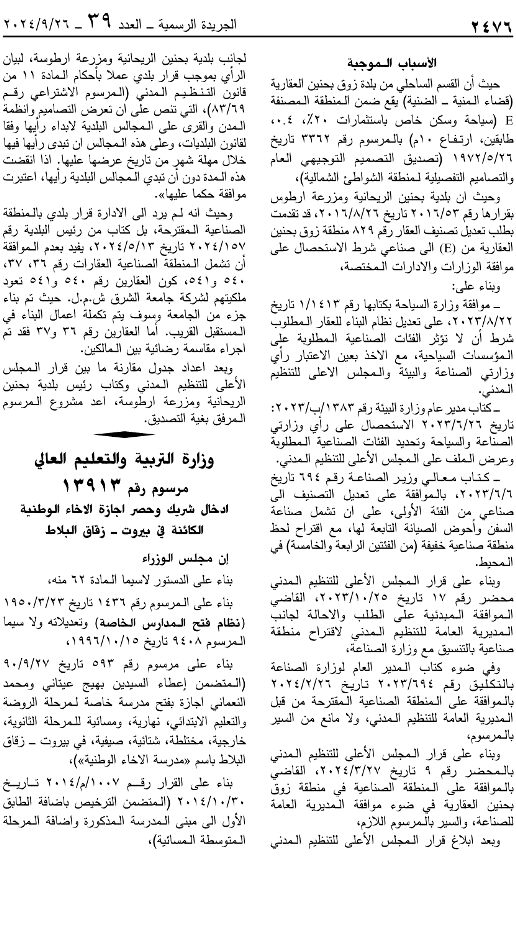 ٢٤٧٦
الجريدة الرسمية ــ العدد ٣٩ ــ ٢٠٢٤/٩/٢٦
الأسباب الموجبة
حيث أن القسم الساحلي من بلدة زوق بحنين العقارية
(قضاء المنية ــ الضنية) يقع ضمن المنطقة المصنفة
E (سياحة وسكن خاص باستثمارات ٢٠٪، ٠،٤،
طابقين، ارتفاع ١٠م) بالمرسوم رقم ٣٣٦٢ تاريخ
١٩٧٢/٥/٢٦ (تصديق التصميم التوجيهي العام
والتصاميم التفصيلية لمنطقة الشواطئ الشمالية)،
وحيث ان بلدية بحنين الريحانية ومزرعة ارطوسة
بقرارها رقم ٢٠١٦/٥٣ تاريخ ٢٠١٦/٨/٢٦، قد تقدمت
بطلب تعديل تصنيف العقار رقم ٨٢٩ منطقة زوق بحنين
العقارية من (E) الى صناعي شرط الاستحصال على
موافقة الوزارات والادارات المختصة،
وبناء على:
ــ موافقة وزارة السياحة بكتابها رقم ١/١٤١٣ تاريخ
٢٠٢٣/٨/٢٢، على تعديل نظام البناء للعقار المطلوب
شرط أن لا تؤثر الفئات الصناعية المطلوبة على
المؤسسات السياحية، مع الاخذ بعين الاعتبار رأي
وزارتي الصناعة والبيئة والمجلس الاعلى للتنظيم
المدني.
ــ كتاب مدير عام وزارة البيئة رقم ١٣٨٣/ب/٢٠٢٣:
تاريخ ٢٠٢٣/٦/٢٦ الاستحصال على رأي وزارتي
الصناعة والسياحة وتحديد الفئات الصناعية المطلوبة
وعرض الملف على المجلس الأعلى للتنظيم المدني.
ــ كتاب معالي وزير الصناعة رقم ٦٩٤ تاريخ
٢٠٢٣/٦/٦، بالموافقة على تعديل التصنيف الى
صناعي من الفئة الأولى، على ان تشمل صناعة
السفن وأحواض الصيانة التابعة لها، مع اقتراح لحظ
منطقة صناعية خفيفة (من الفئتين الرابعة والخامسة) في
المحيط.
وبناء على قرار المجلس الأعلى للتنظيم المدني
محضر رقم ١٧ تاريخ ٢٠٢٣/١٠/٢٥، القاضي
الموافقة المبدئية على الطلب والاحالة لجانب
المديرية العامة للتنظيم المدني لاقتراح منطقة
صناعية بالتنسيق مع وزارة الصناعة،
وفي ضوء كتاب المدير العام لوزارة الصناعة
بالتكليف رقم ٢٠٢٣/٦٩٤ تاريخ ٢٠٢٤/٢/٢٦
بالموافقة على المنطقة الصناعية المقترحة من قبل
المديرية العامة للتنظيم المدني، ولا مانع من السير
بالمرسوم،
وبناء على قرار المجلس الأعلى للتنظيم المدني
بالمحضر رقم ٩ تاريخ ٢٠٢٤/٣/٢٧، القاضي
بالموافقة على المنطقة الصناعية في منطقة زوق
بحنين العقارية في ضوء موافقة المديرية العامة
للصناعة، والسير بالمرسوم اللازم،
وبعد ابلاغ قرار المجلس الأعلى للتنظيم المدني
لجانب بلدية بحنين الريحانية ومزرعة ارطوسة، لبيان
الرأي بموجب قرار بلدي عملا بأحكام المادة ١١ من
قانون التنظيم المدني (المرسوم الاشتراعي رقم
٨٣/٦٩)، التي تنص على ان تعرض التصاميم وانظمة
المدن والقرى على المجالس البلدية لابداء رأيها وفقا
لقانون البلديات، وعلى هذه المجالس ان تبدي رأيها فيها
خلال مهلة شهر من تاريخ عرضها عليها. اذا انقضت
هذه المدة دون أن تبدي المجالس البلدية رأيها، اعتبرت
موافقة حكما عليها».
وحيث انه لم يرد الى الادارة قرار بلدي بالمنطقة
الصناعية المقترحة، بل كتاب من رئيس البلدية رقم
٢٠٢٤/١٥٧ تاريخ ٢٠٢٤/٥/١٣، يفيد بعدم الموافقة
أن تشمل المنطقة الصناعية العقارات رقم ٣٦، ٣٧،
٥٤٠ و٥٤١، كون العقارين رقم ٥٤٠ و٥٤١ تعود
ملكيتهم لشركة جامعة الشرق ش.م.ل. حيث تم بناء
جزء من الجامعة وسوف يتم تكملة اعمال البناء في
المستقبل القريب. أما العقارين رقم ٣٦ و٣٧ فقد تم
اجراء مقاسمة رضائية بين المالكين.
وبعد اعداد جدول مقارنة ما بين قرار المجلس
الأعلى للتنظيم المدني وكتاب رئيس بلدية بحنين
الريحانية ومزرعة ارطوسة، اعد مشروع المرسوم
المرفق بغية التصديق.
وزارة التربية والتعليم العالي
مرسوم رقم ١٣٩١٣
ادخال شريك وحصر اجازة الاخاء الوطنية
الكائنة في بيروت ــ زقاق البلاط
إن مجلس الوزراء
بناء على الدستور لاسيما المادة ٦٢ منه،
بناء على المرسوم رقم ١٤٣٦ تاريخ ١٩٥٠/٣/٢٣
(نظام فتح المدارس الخاصة) وتعديلاته ولا سيما
المرسوم ٩٤٠٨ تاريخ ١٩٩٦/١٠/١٥،
بناء على مرسوم رقم ٥٩٣ تاريخ ٩٠/٩/٢٧
(المتضمن إعطاء السيدين بهيج عيتاني ومحمد
النعماني أجازة بفتح مدرسة خاصة لمرحلة الروضة
والتعليم الابتدائي، نهارية، ومسائية للمرحلة الثانوية،
خارجية، مختلطة، شتائية، صيفية، في بيروت ــ زقاق
البلاط باسم «مدرسة الاخاء الوطنية»)،
بناء على القرار رقم ١٠٠٧/م/٢٠١٤ تاريخ
٢٠١٤/١٠/٣٠ (المتضمن الترخيص باضافة الطابق
الأول الى مبنى المدرسة المذكورة واضافة المرحلة
المتوسطة المسائية)،